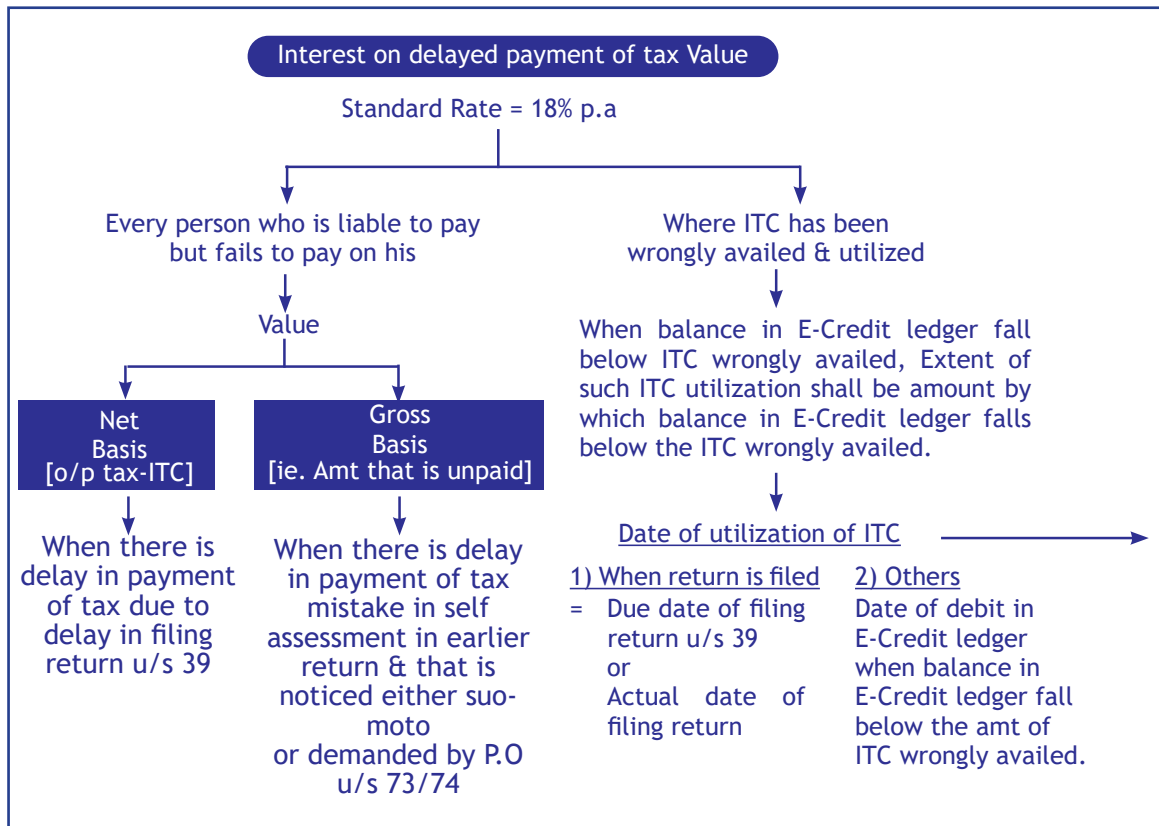 Interest on delayed payment of tax Value
Standard Rate = 18% p.a
Every person who is liable to pay
but fails to pay on his
Value
Net
Basis
[o/p tax-ITC]
When there is
delay in payment
of tax due to
delay in filing
return u/s 39
Gross
Basis
[ie. Amt that is unpaid]
When there is delay
in payment of tax
mistake in self
assessment in earlier
return & that is
noticed either suo-
moto
or demanded by P.O
u/s 73/74
Where ITC has been
wrongly availed & utilized
When balance in E-Credit ledger fall
below ITC wrongly availed, Extent of
such ITC utilization shall be amount by
which balance in E-Credit ledger falls
below the ITC wrongly availed.
Date of utilization of ITC
1) When return is filed
= Due date of filing
return u/s 39
or
Actual date of
filing return
2) Others
Date of debit in
E-Credit ledger
when balance in
E-Credit ledger fall
below the amt of
ITC wrongly availed.